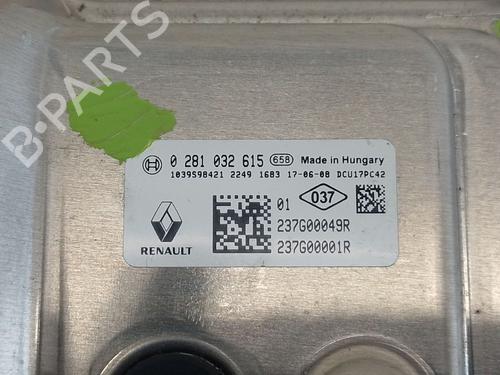 B-PARTS
0 281 032 615 658 Made in Hungary
1039S98421 2249 1683 17-06-08 DCU17PC42
01 037
237G00049R
RENAULT 237G00001R